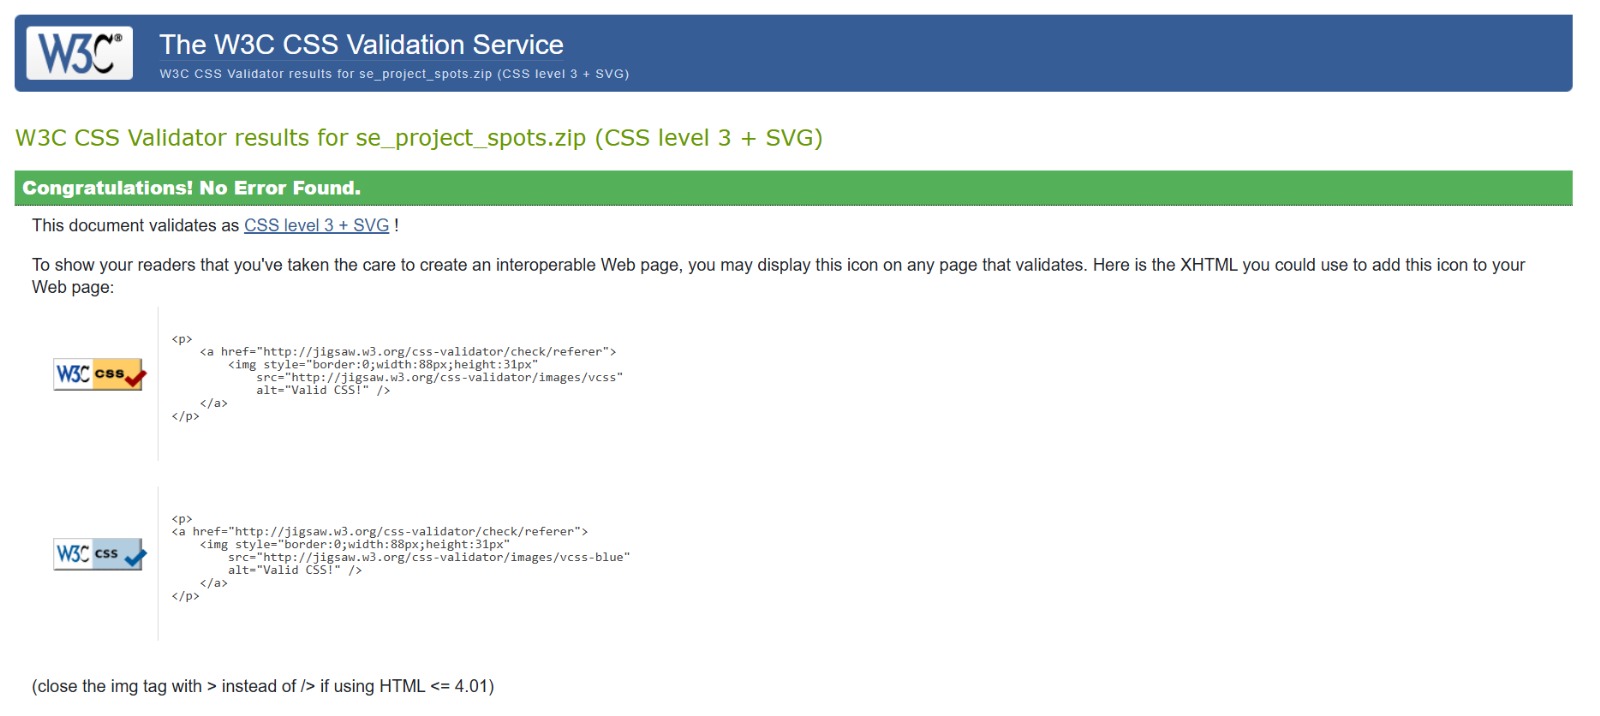 W3C®
The W3C CSS Validation Service
W3C CSS Validator results for se_project_spots.zip (CSS level 3 + SVG)
W3C CSS Validator results for se_project_spots.zip (CSS level 3 + SVG)
Congratulations! No Error Found.
This document validates as CSS level 3 + SVG !
To show your readers that you've taken the care to create an interoperable Web page, you may display this icon on any page that validates. Here is the XHTML you could use to add this icon to your
Web page:
W3C css
<p>
    <a href="http://jigsaw.w3.org/css-validator/check/referer">
        <img style="border:0;width:88px;height:31px"
            src="http://jigsaw.w3.org/css-validator/images/vcss"
            alt="Valid CSS!" />
    </a>
</p>
W3C css
<p>
<a href="http://jigsaw.w3.org/css-validator/check/referer">
    <img style="border:0;width:88px;height:31px"
        src="http://jigsaw.w3.org/css-validator/images/vcss-blue"
        alt="Valid CSS!" />
    </a>
</p>
(close the img tag with > instead of /> if using HTML <= 4.01)